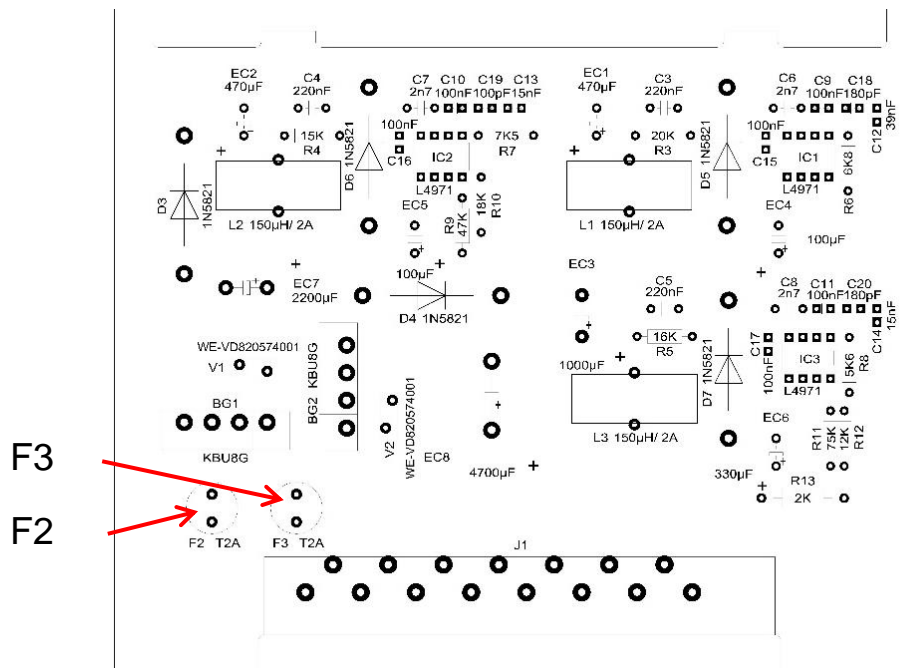 EC2
470µF
C4
220nF
C7
2n7
C10
100nF
C19
100pF
C13
15nF
EC1
470µF
C3
220nF
C6
2n7
C9
100nF
C18
180pF
39nF
C12
15K
R4
D6 1N5821
100nF
C16
IC2
L4971
7K5
R7
20K
R3
D5 1N5821
100nF
C15
IC1
L4971
6K8
R6
D3
1N5821
L2 150µH/ 2A
EC5
100µF
R9
47K
18K
R10
L1 150µH/ 2A
EC4
100µF
EC7
2200µF
D4 1N5821
EC3
1000µF
C5
220nF
C8
2n7
C11
100nF
C20
180pF
15nF
C14
WE-VD820574001
V1
BG1
KBU8G
BG2 KBU8G
V2
WE-VD820574001
EC8
4700µF
16K
R5
D7 1N5821
C17
100nF
IC3
L4971
5K6
R8
L3 150µH/ 2A
EC6
330µF
R11
75K
12K
R12
R13
2K
F3
F2
F2 T2A
F3 T2A
J1